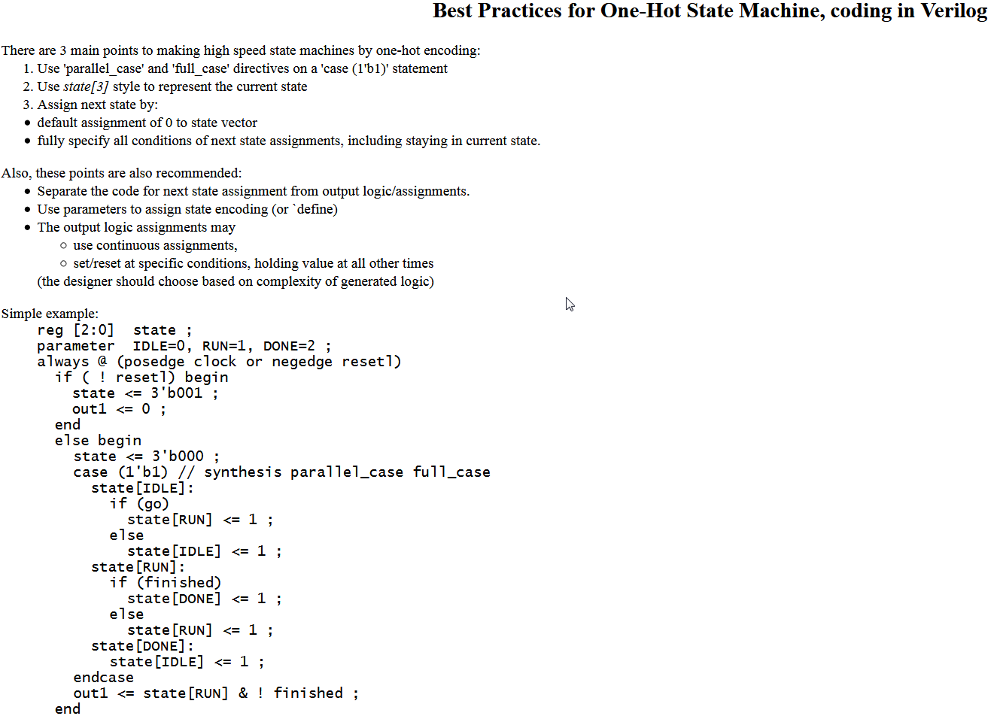 Best Practices for One-Hot State Machine, coding in Verilog
There are 3 main points to making high speed state machines by one-hot encoding:
1. Use 'parallel_case' and 'full_case' directives on a 'case (1'b1)' statement
2. Use state[3] style to represent the current state
3. Assign next state by:
• default assignment of 0 to state vector
• fully specify all conditions of next state assignments, including staying in current state.
Also, these points are also recommended:
• Separate the code for next state assignment from output logic/assignments.
• Use parameters to assign state encoding (or `define)
• The output logic assignments may
○ use continuous assignments,
○ set/reset at specific conditions, holding value at all other times
(the designer should choose based on complexity of generated logic)
Simple example:
reg [2:0]  state ;
parameter  IDLE=0, RUN=1, DONE=2 ;
always @ (posedge clock or negedge resetl)
  if ( ! resetl) begin
    state <= 3'b001 ;
    out1 <= 0 ;
  end
  else begin
    state <= 3'b000 ;
    case (1'b1) // synthesis parallel_case full_case
      state[IDLE]:
        if (go)
          state[RUN] <= 1 ;
        else
          state[IDLE] <= 1 ;
      state[RUN]:
        if (finished)
          state[DONE] <= 1 ;
        else
          state[RUN] <= 1 ;
      state[DONE]:
        state[IDLE] <= 1 ;
    endcase
    out1 <= state[RUN] & ! finished ;
  end